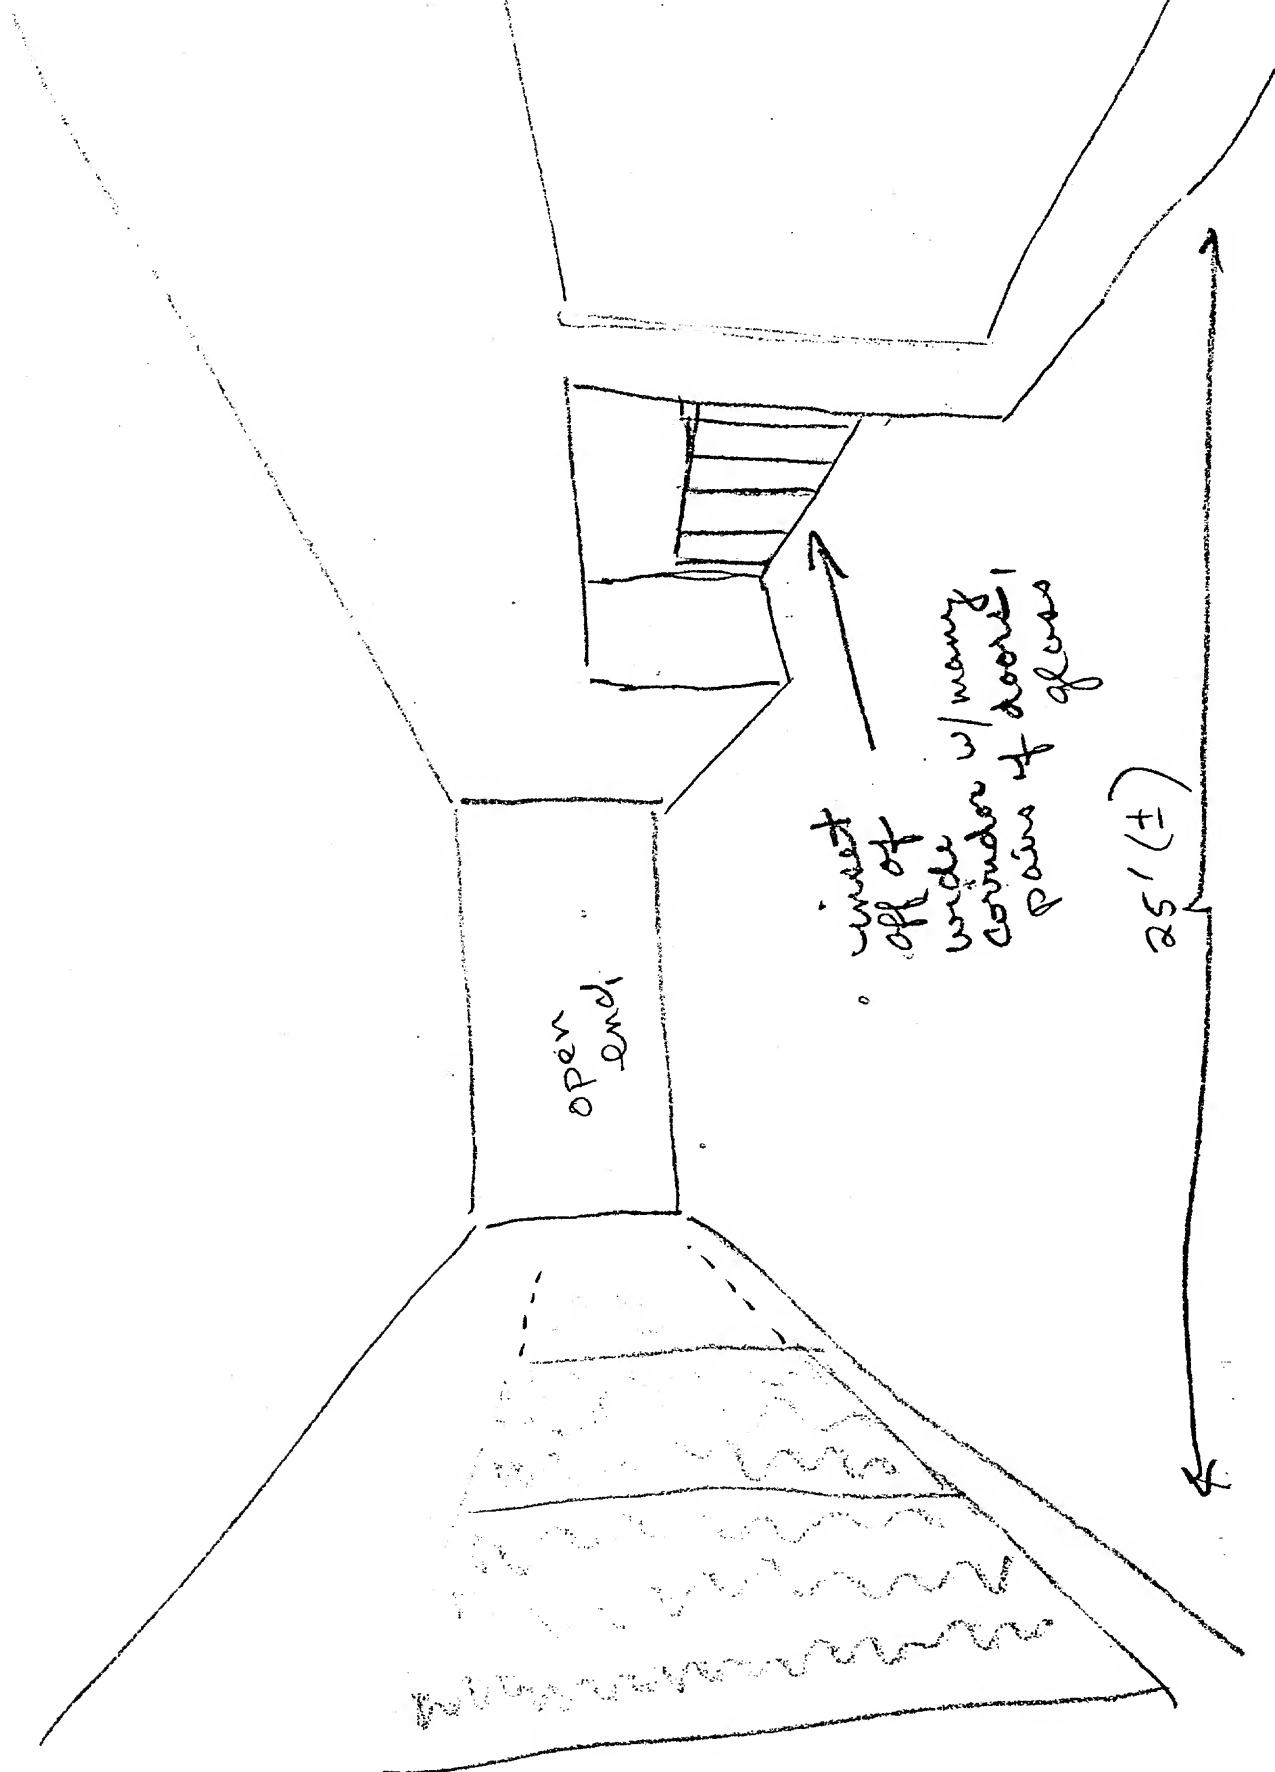 open
end,
inset
off of
wide
corridor w/many
pairs of doors,
glass
25' (±)